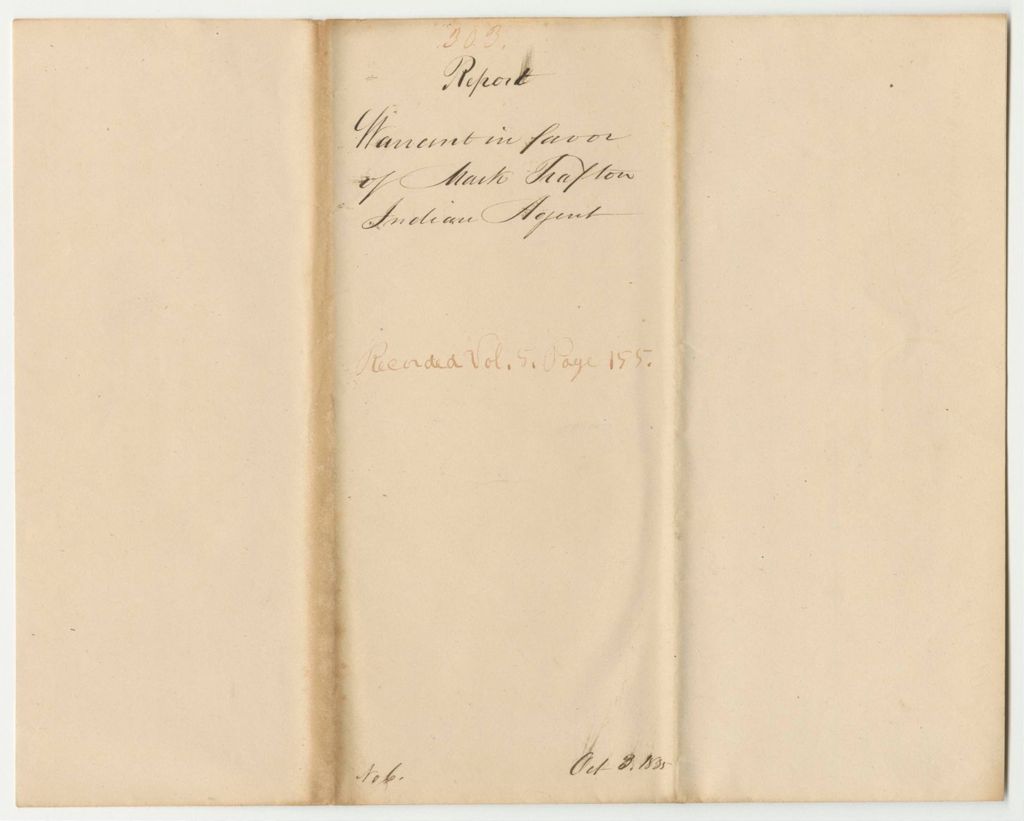 303.
Report
Warrant in favor
of Mark Trafton
Indian Agent
Recorded Vol. 5. Page 155.
No 6.
Oct 3. 1835